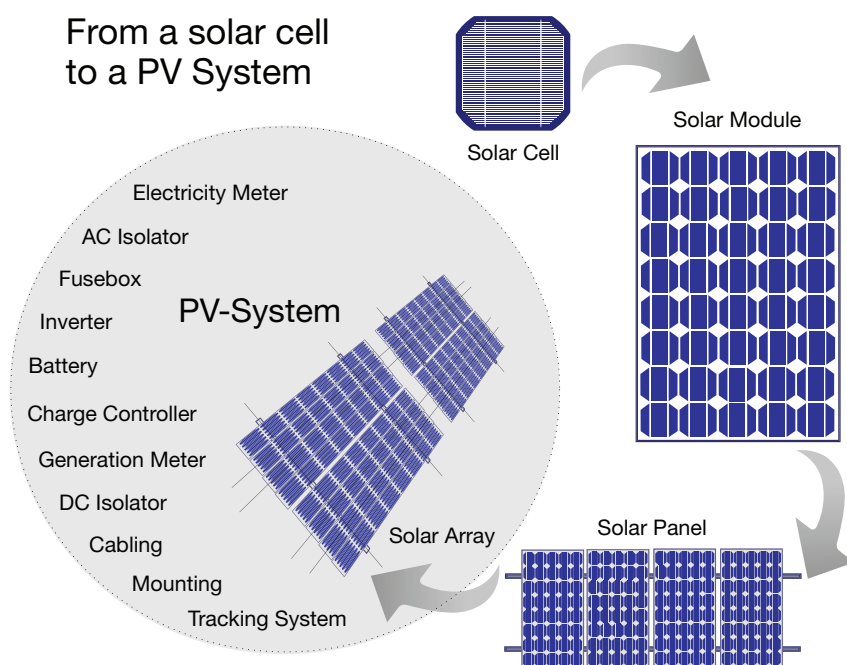 From a solar cell
to a PV System
Solar Cell
Solar Module
Electricity Meter
AC Isolator
Fusebox
PV-System
Inverter
Battery
Charge Controller
Generation Meter
DC Isolator
Solar Panel
Solar Array
Cabling
Mounting
Tracking System